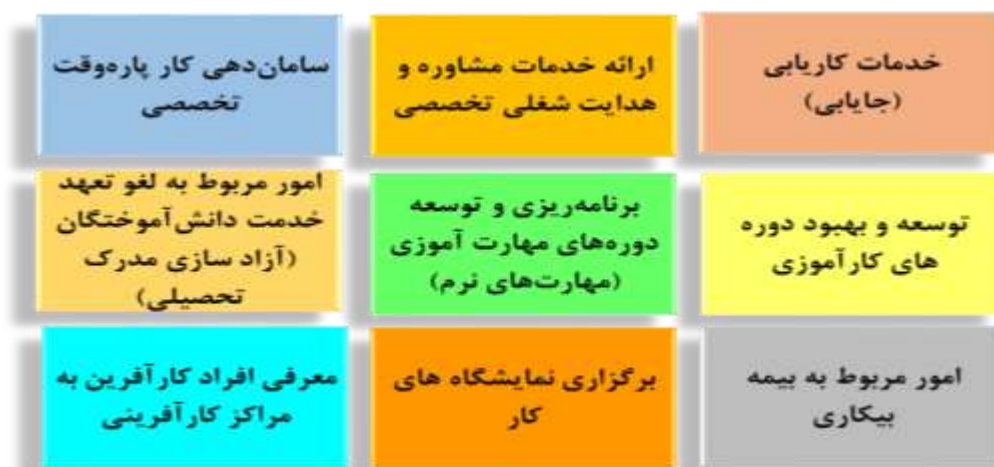 خدمات کاریابی
(جایابی)
ارائه خدمات مشاوره و
هدایت شغلی تخصصی
سامان‌دهی کار پاره‌وقت
تخصصی
توسعه و بهبود دوره
های کارآموزی
برنامه‌ریزی و توسعه
دوره‌های مهارت آموزی
(مهارت‌های نرم)
امور مربوط به لغو تعهد
خدمت دانش‌آموختگان
(آزاد سازی مدرک
تحصیلی)
امور مربوط به بیمه
بیکاری
برگزاری نمایشگاه های
کار
معرفی افراد کارآفرین به
مراکز کارآفرینی